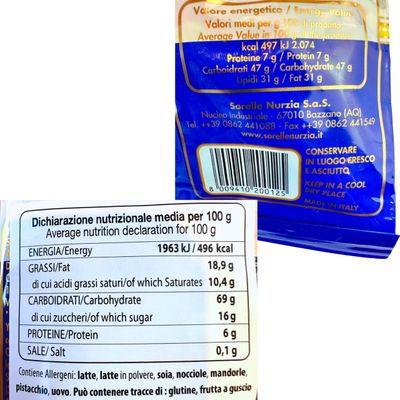 Valore energetico / Energy Value
Valori medi per g 100 di prodotto
Average Value in 100 g. of the product
kcal 497 kJ 2.074
Proteine 7 g / Protein 7 g
Carboidrati 47 g / Carbohydrate 47 g
Lipidi 31 g / Fat 31 g
Sorelle Nurzia S.a.S.
Nucleo Industriale - 67010 Bazzano (AQ)
Tel. ++39 0862 441088 - Fax ++39 0862 441549
www.sorellenurzia.it
CONSERVARE
IN LUOGO FRESCO
E ASCIUTTO
KEEP IN A COOL
DRY PLACE
MADE IN ITALY
8 009410 200125
Dichiarazione nutrizionale media per 100 g
Average nutrition declaration for 100 g
ENERGIA/Energy 1963 kJ / 496 kcal
GRASSI/Fat 18,9 g
di cui acidi grassi saturi/of which Saturates 10,4 g
CARBOIDRATI/Carbohydrate 69 g
di cui zuccheri/of which sugar 16 g
PROTEINE/Protein 6 g
SALE/ Salt 0,1 g
Contiene Allergeni: latte, latte in polvere, soia, nocciole, mandorle,
pistacchio, uovo. Può contenere tracce di : glutine, frutta a guscio